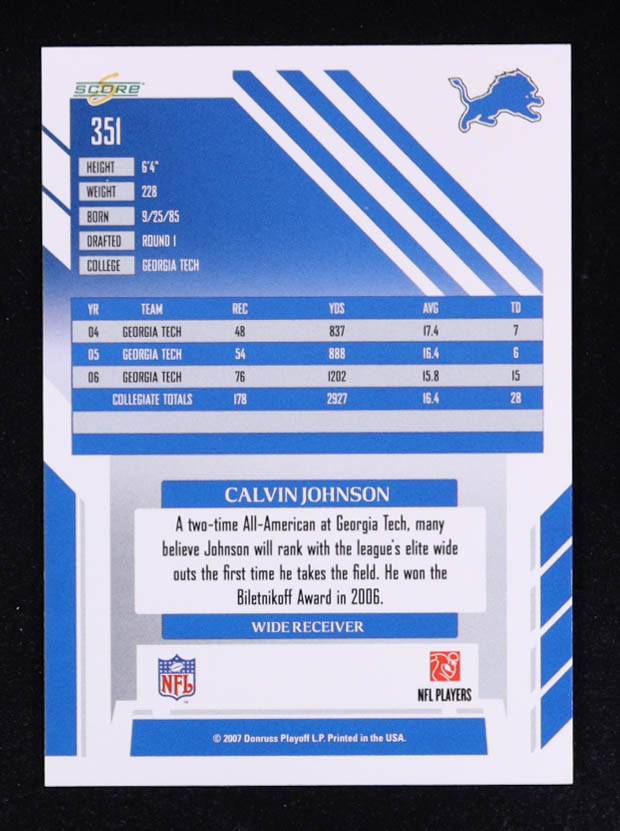 SCORE
351
HEIGHT 6'4"
WEIGHT 228
BORN 9/25/85
DRAFTED ROUND 1
COLLEGE GEORGIA TECH
YR TEAM REC YDS AVG TD
04 GEORGIA TECH 48 837 17.4 7
05 GEORGIA TECH 54 888 16.4 6
06 GEORGIA TECH 76 1202 15.8 15
COLLEGIATE TOTALS 178 2927 16.4 28
CALVIN JOHNSON
A two-time All-American at Georgia Tech, many
believe Johnson will rank with the league's elite wide
outs the first time he takes the field. He won the
Biletnikoff Award in 2006.
WIDE RECEIVER
NFL
NFL PLAYERS
© 2007 Donruss Playoff L.P. Printed in the USA.